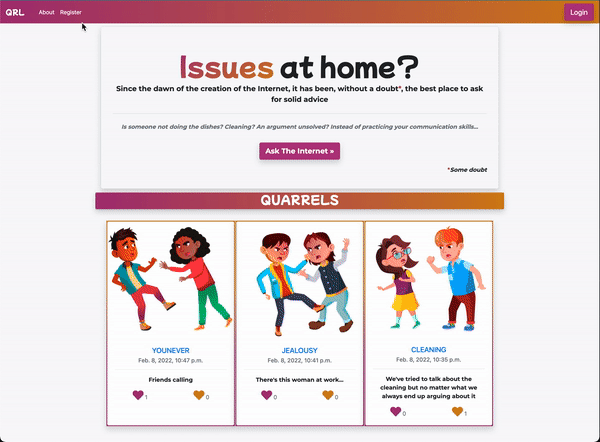 QRL About Register Login
Issues at home?
Since the dawn of the creation of the Internet, it has been, without a doubt*, the best place to ask
for solid advice
Is someone not doing the dishes? Cleaning? An argument unsolved? Instead of practicing your communication skills...
Ask The Internet »
*Some doubt
QUARRELS
YOUNEVER
Feb. 8, 2022, 10:47 p.m.
Friends calling
1 0
JEALOUSY
Feb. 8, 2022, 10:41 p.m.
There's this woman at work...
0 0
CLEANING
Feb. 8, 2022, 10:35 p.m.
We've tried to talk about the
cleaning but no matter what we
always end up arguing about it
0 1